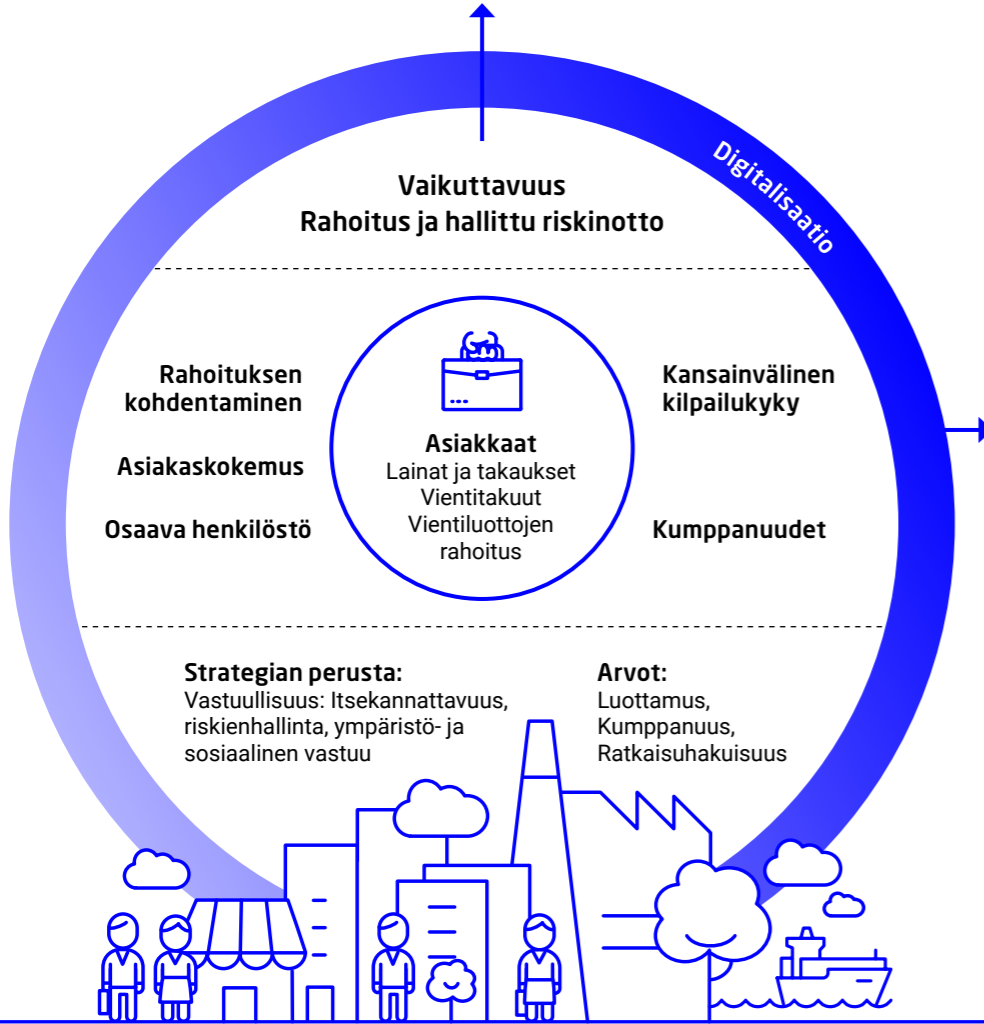 Digitalisaatio
Vaikuttavuus
Rahoitus ja hallittu riskinotto
Rahoituksen
kohdentaminen
Asiakaskokemus
Osaava henkilöstö
Asiakkaat
Lainat ja takaukset
Vientitakuut
Vientiluottojen
rahoitus
Kansainvälinen
kilpailukyky
Kumppanuudet
Strategian perusta:
Vastuullisuus: Itsekannattavuus,
riskienhallinta, ympäristö- ja
sosiaalinen vastuu
Arvot:
Luottamus,
Kumppanuus,
Ratkaisuhakuisuus